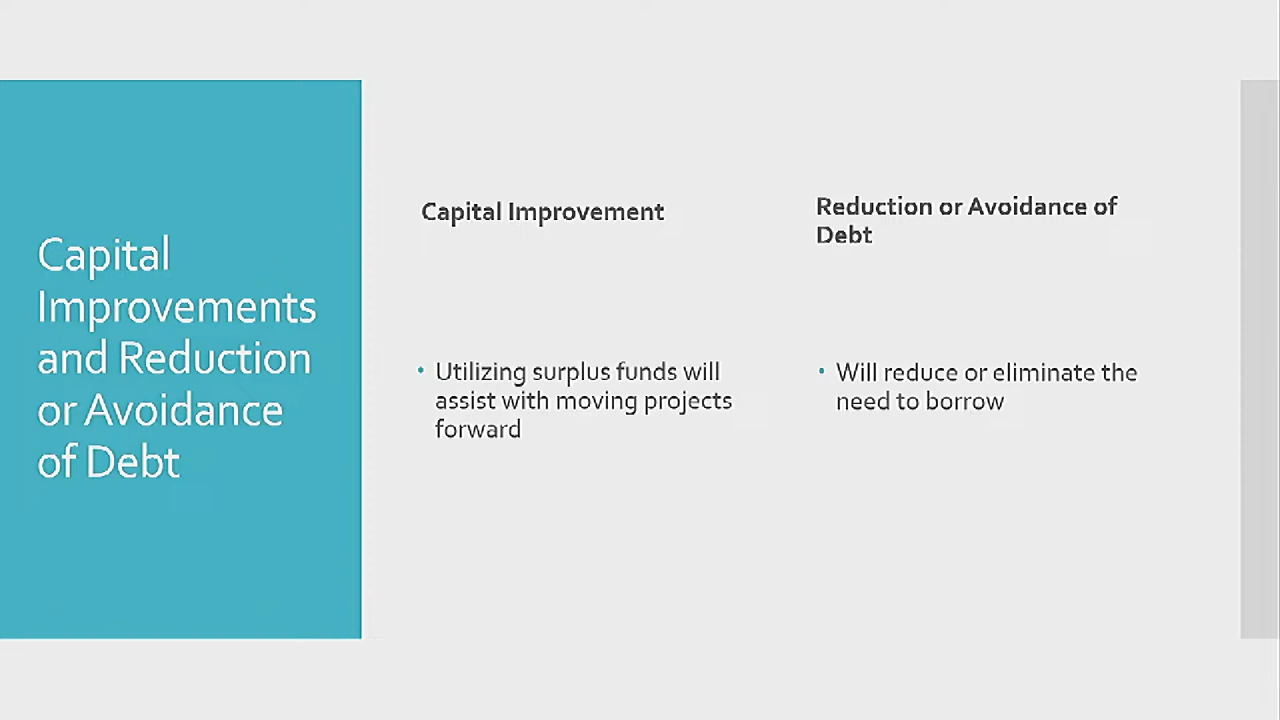 Capital
Improvements
and Reduction
or Avoidance
of Debt
Capital Improvement
Utilizing surplus funds will
assist with moving projects
forward
Reduction or Avoidance of
Debt
Will reduce or eliminate the
need to borrow